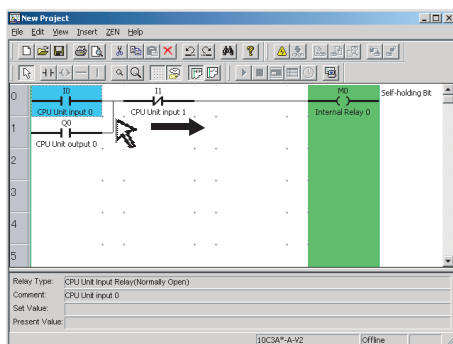 New Project
File Edit View Insert ZEN Help
0 I0 I1 M0 Self-holding Bit
CPU Unit input 0 CPU Unit input 1 Internal Relay 0
1 Q0
CPU Unit output 0
2
3
4
5
Relay Type: CPU Unit Input Relay(Normally Open)
Comment: CPU Unit input 0
Set Value:
Present Value:
10C3A*-A-V2 Offline